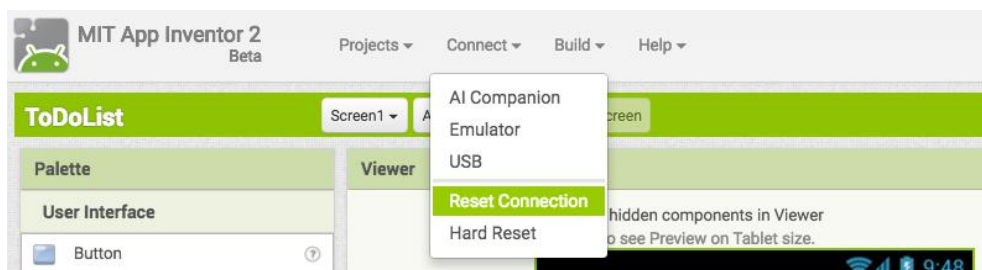 MIT App Inventor 2
Beta
Projects Connect Build Help
AI Companion
Emulator
USB
Reset Connection
Hard Reset
ToDoList
Screen1
Palette
Viewer
User Interface
hidden components in Viewer
see Preview on Tablet size.
Button
9:48